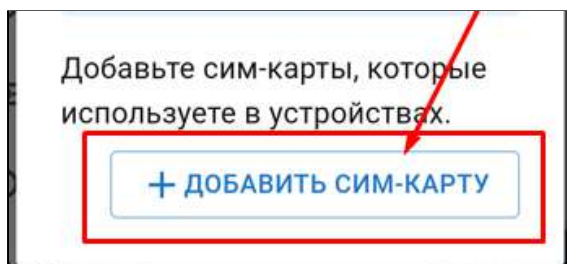 Добавьте сим-карты, которые
используете в устройствах.
+ ДОБАВИТЬ СИМ-КАРТУ